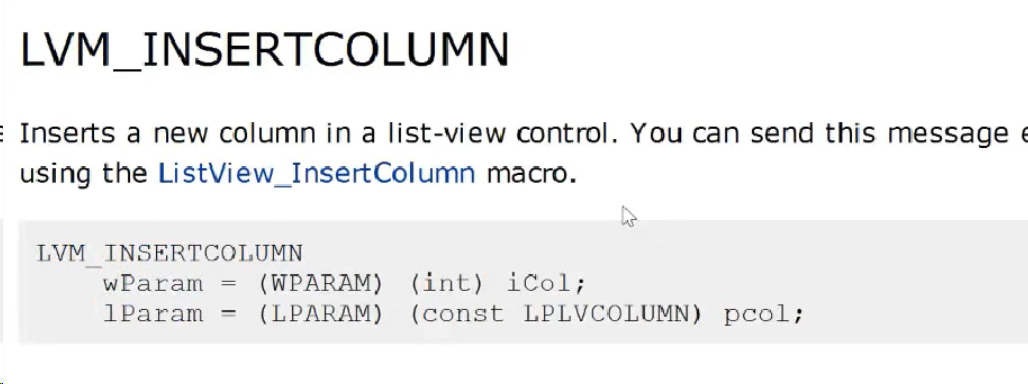 LVM_INSERTCOLUMN
Inserts a new column in a list-view control. You can send this message
using the ListView_InsertColumn macro.
LVM_INSERTCOLUMN
wParam = (WPARAM) (int) iCol;
lParam = (LPARAM) (const LPLVCOLUMN) pcol;